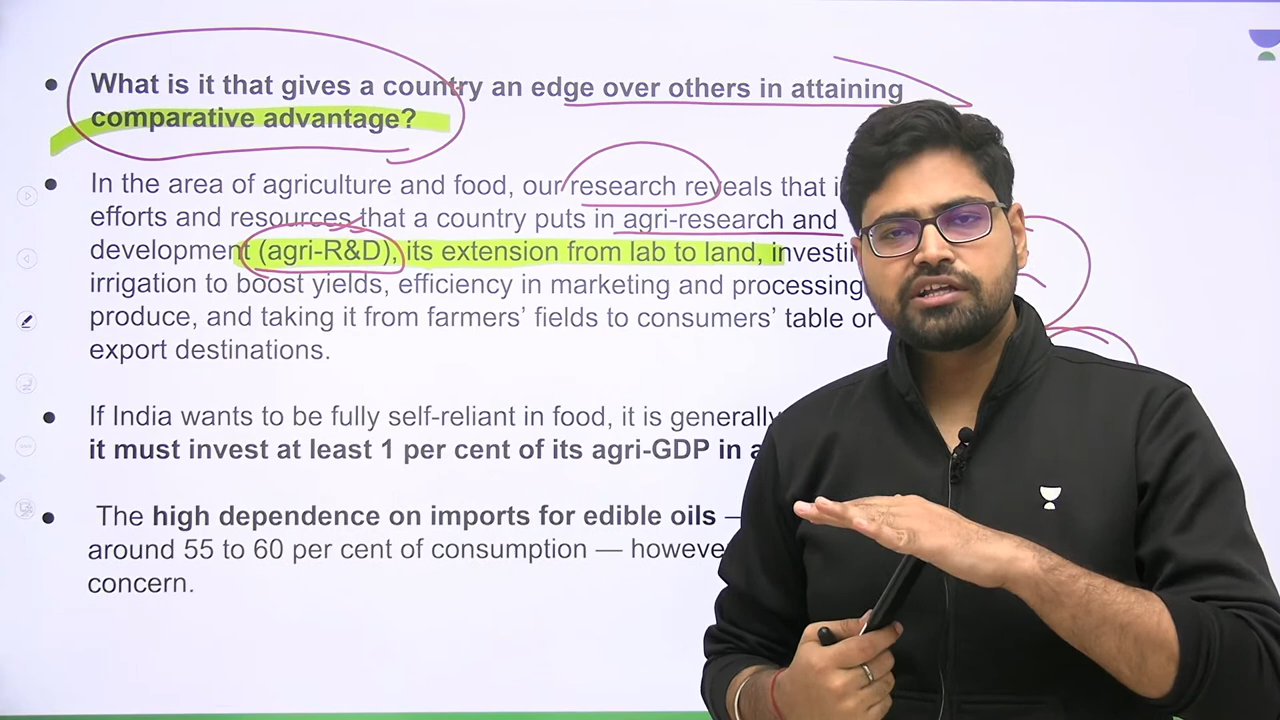 What is it that gives a country an edge over others in attaining
comparative advantage?
In the area of agriculture and food, our research reveals that
efforts and resources that a country puts in agri-research and
development (agri-R&D), its extension from lab to land,
irrigation to boost yields, efficiency in marketing and processing
produce, and taking it from farmers' fields to consumers' table or
export destinations.
If India wants to be fully self-reliant in food, it is generally
it must invest at least 1 per cent of its agri-GDP in
The high dependence on imports for edible oils —
around 55 to 60 per cent of consumption —
concern.